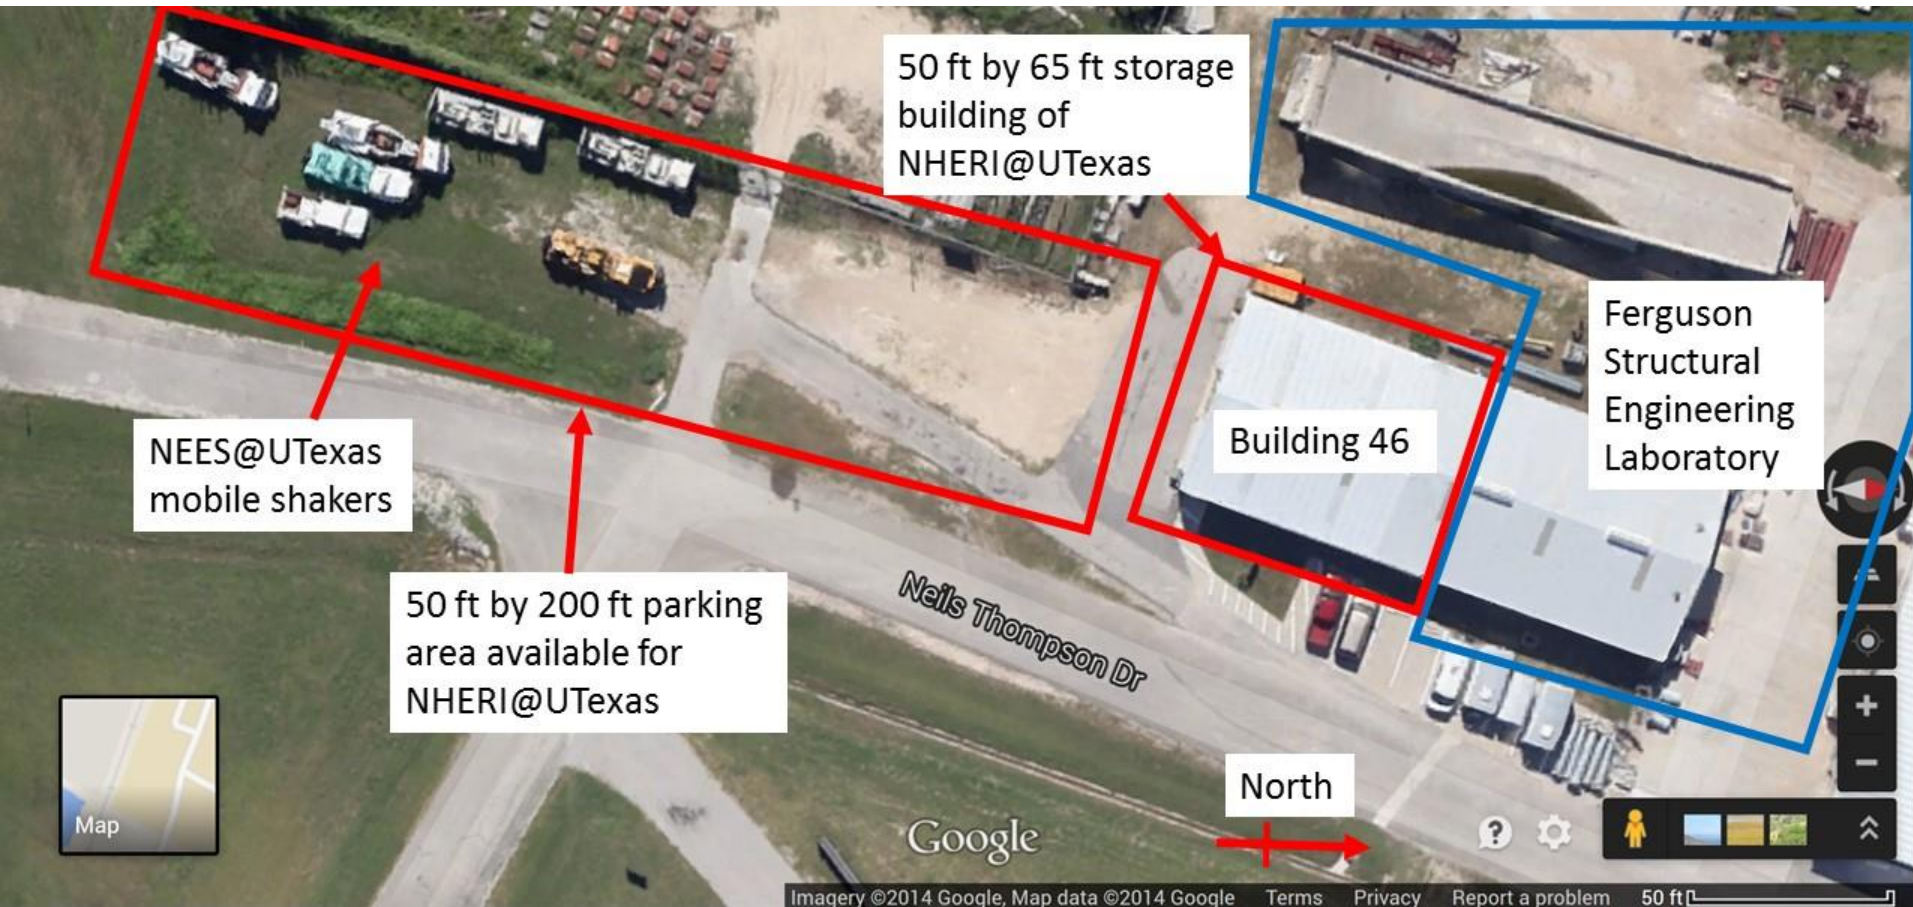 50 ft by 65 ft storage
building of
NHERI@UTexas
Ferguson
Structural
Engineering
Laboratory
Building 46
NEES@UTexas
mobile shakers
50 ft by 200 ft parking
area available for
NHERI@UTexas
Neils Thompson Dr
North
Map
Google
Imagery ©2014 Google, Map data ©2014 Google Terms Privacy Report a problem 50 ft